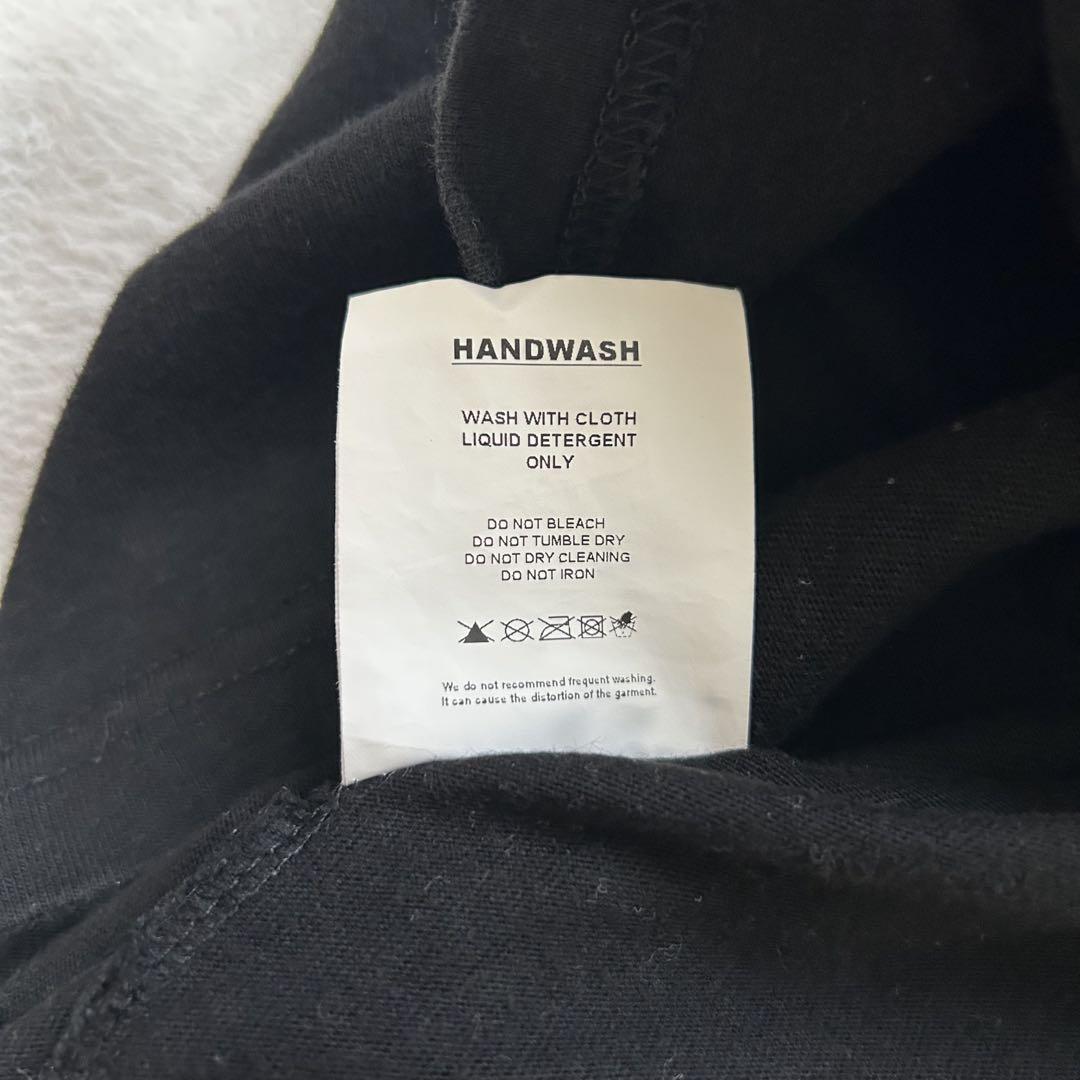 HANDWASH
WASH WITH CLOTH
LIQUID DETERGENT
ONLY
DO NOT BLEACH
DO NOT TUMBLE DRY
DO NOT DRY CLEANING
DO NOT IRON
We do not recommend frequent washing.
It can cause the distortion of the garment.